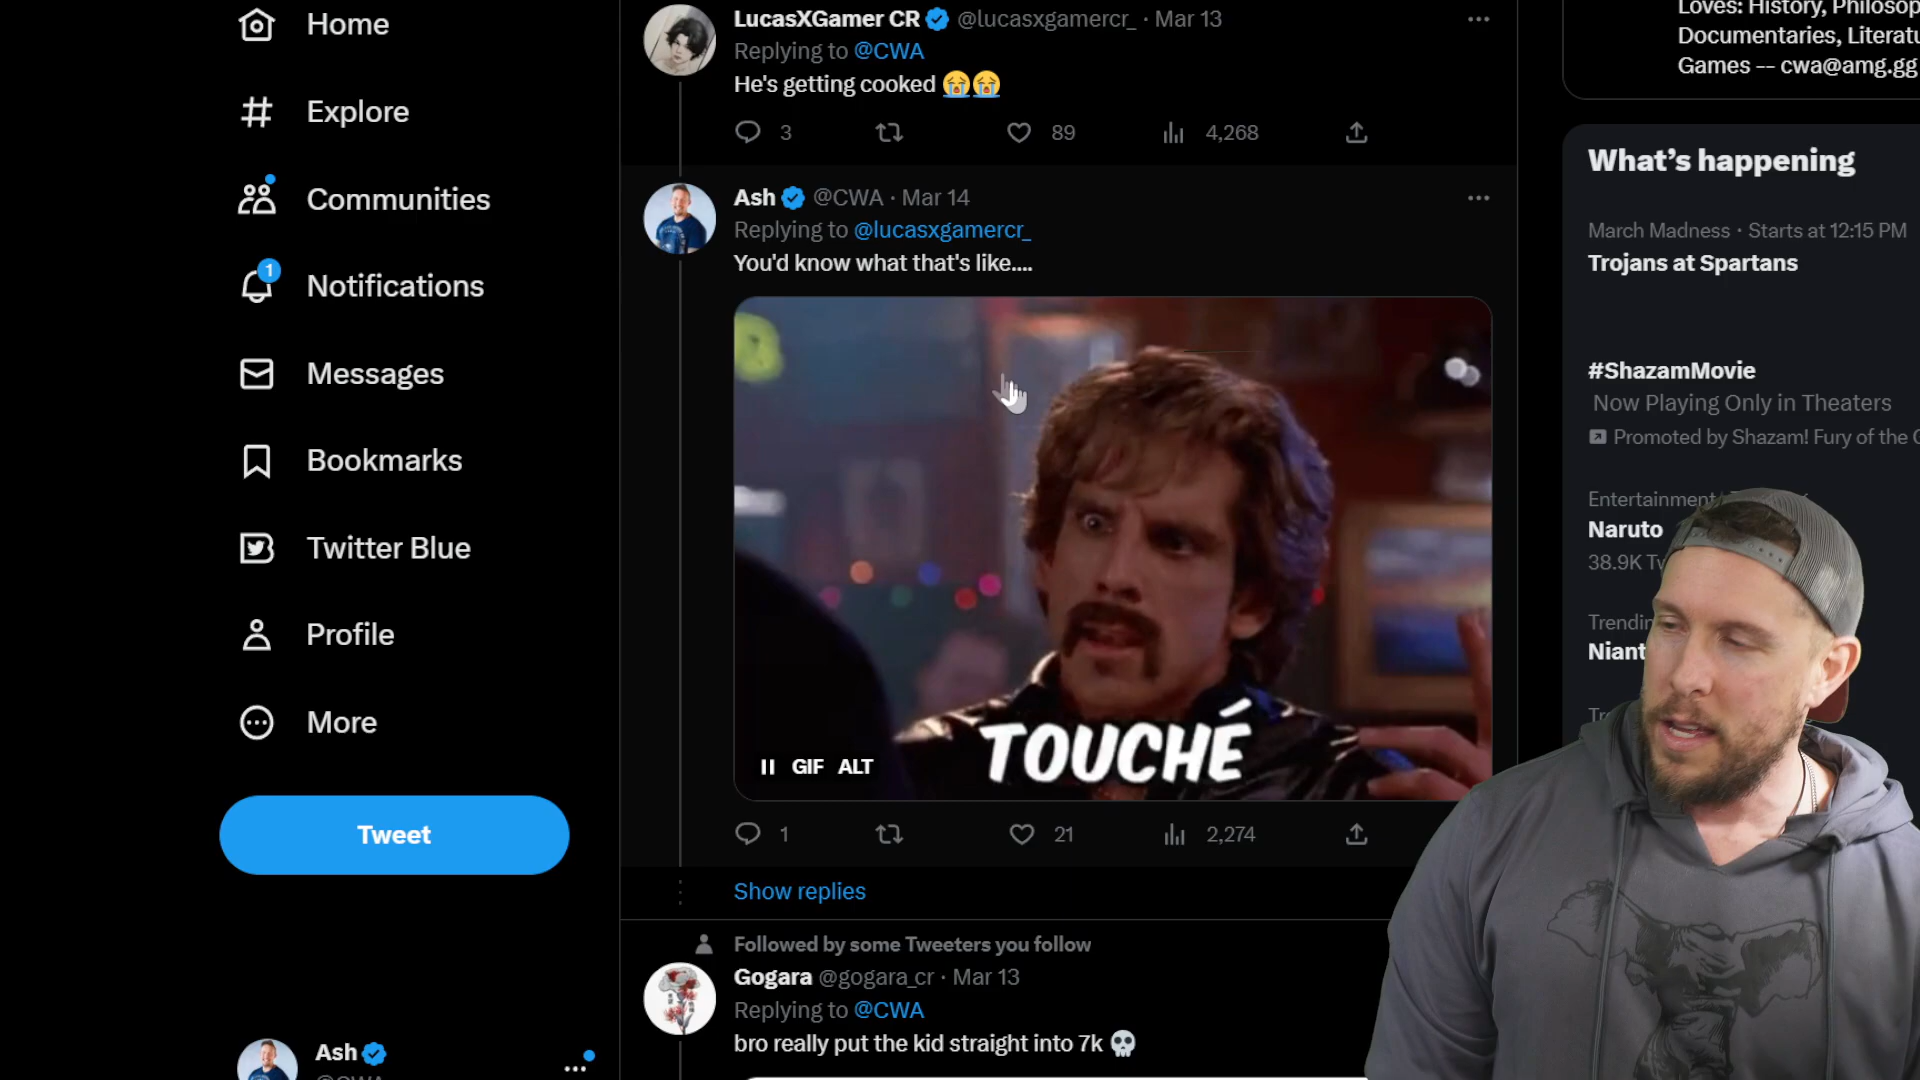 Home
Explore
Communities
1
Notifications
Messages
Bookmarks
Twitter Blue
Profile
More
Tweet
Ash
LucasXGamer CR @lucasxgamercr_ · Mar 13
Replying to @CWA
He's getting cooked 😭😭
3 89 4,268
Ash @CWA · Mar 14
Replying to @lucasxgamercr_
You'd know what that's like....
TOUCHÉ
GIF ALT
1 21 2,274
Show replies
Followed by some Tweeters you follow
Gogara @gogara_cr · Mar 13
Replying to @CWA
bro really put the kid straight into 7k 💀
Loves: History, Philosop
Documentaries, Literatu
Games -- cwa@amg.gg
What's happening
March Madness · Starts at 12:15 PM
Trojans at Spartans
#ShazamMovie
Now Playing Only in Theaters
Promoted by Shazam! Fury of the
Entertainment
Naruto
38.9K
Trendin
Niant